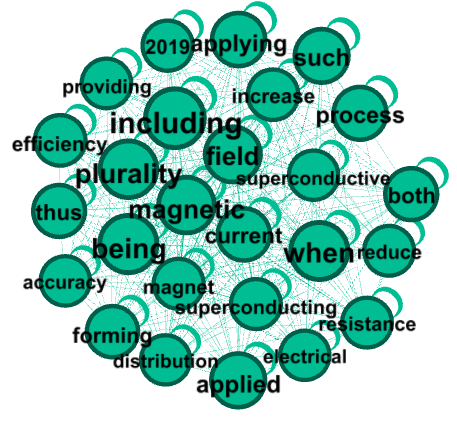 2019
applying
such
providing
increase
including
process
efficiency
field
plurality
superconductive
both
thus
magnetic
current
being
when
reduce
accuracy
magnet
superconducting
resistance
forming
distribution
electrical
applied